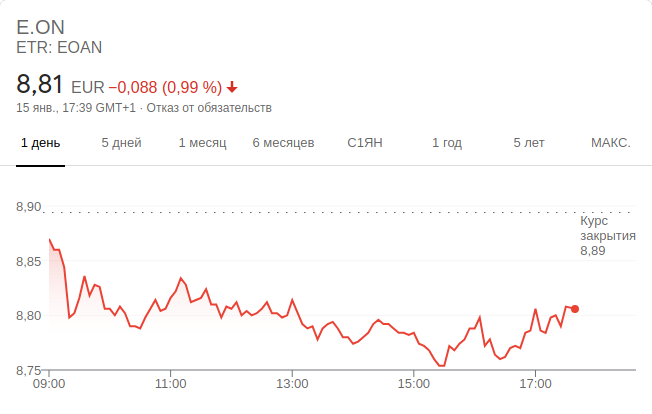 E.ON
ETR: EOAN
8,81 EUR −0,088 (0,99 %)
15 янв., 17:39 GMT+1 · Отказ от обязательств
1 день 5 дней 1 месяц 6 месяцев С1ЯН 1 год 5 лет МАКС.
8,90
Курс
закрытия
8,89
8,85
8,80
8,75
09:00 11:00 13:00 15:00 17:00